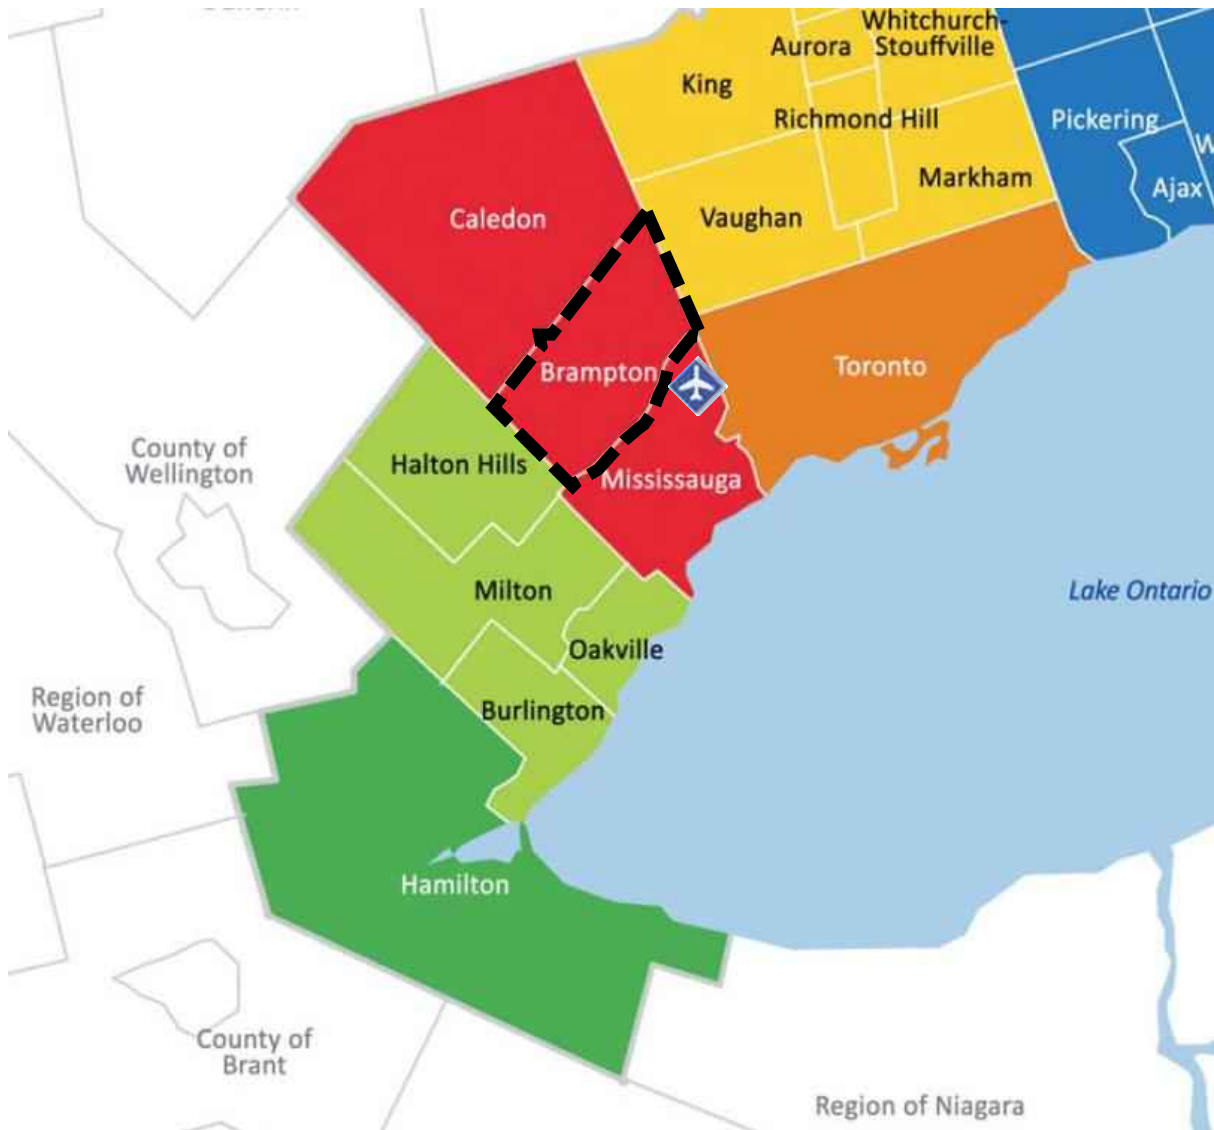 Whitchurch-
Aurora
Stouffville
King
Richmond Hill
Pickering
Markham
Ajax
Caledon
Vaughan
Brampton
Toronto
County of
Wellington
Halton Hills
Mississauga
Milton
Lake Ontario
Oakville
Region of
Waterloo
Burlington
Hamilton
County of
Brant
Region of Niagara